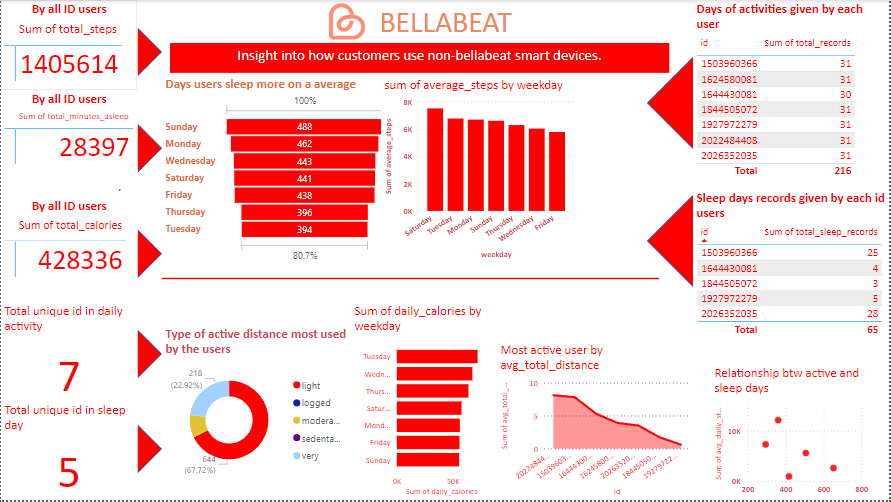 By all ID users
Sum of total_steps
1405614
By all ID users
Sum of total_minutes_asleep
28397
By all ID users
Sum of total_calories
428336
Total unique id in daily
activity
7
Total unique id in sleep
day
5
BELLABEAT
Insight into how customers use non-bellabeat smart devices.
Days users sleep more on a average
100%
Sunday 488
Monday 462
Wednesday 443
Saturday 441
Friday 438
Thursday 396
Tuesday 394
80.7%
sum of average_steps by weekday
Sum of average_steps
8K
6K
4K
2K
0K
Saturday
Tuesday
Monday
Sunday
Thursday
Wednesday
Friday
weekday
Days of activities given by each
user
id Sum of total_records
1503960366 31
1624580081 31
1644430081 30
1844505072 31
1927972279 31
2022484408 31
2026352035 31
Total 216
Sleep days records given by each id
users
id Sum of total_sleep_records
1503960366 25
1644430081 4
1844505072 3
1927972279 5
2026352035 28
Total 65
Type of active distance most used
by the users
218
(22.92%)
644
(67.72%)
light
logged
modera...
sedenta...
very
Sum of daily_calories by
weekday
Tuesday
Wedn...
Thurs...
Satur...
Mond...
Friday
Sunday
0K 50K
Sum of daily_calories
Most active user by
avg_total_distance
Sum of avg_total_...
10
5
0
20224844...
15039603...
16444300...
16245800...
20263520...
18445050...
19279722...
id
Relationship btw active and
sleep days
Sum of avg_daily_st...
10K
0K
200 400 600 800